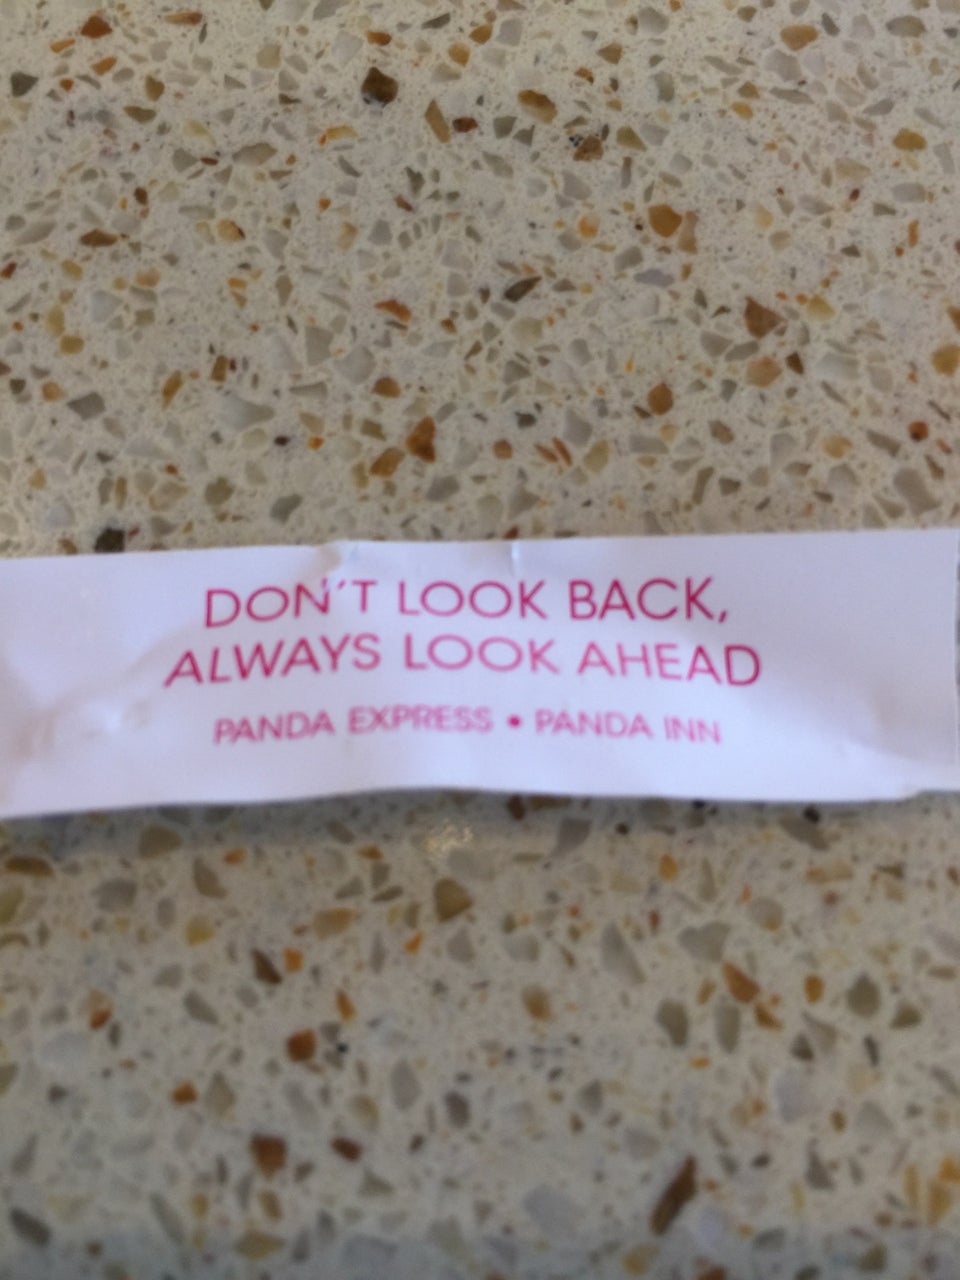 DON'T LOOK BACK,
ALWAYS LOOK AHEAD
PANDA EXPRESS • PANDA INN